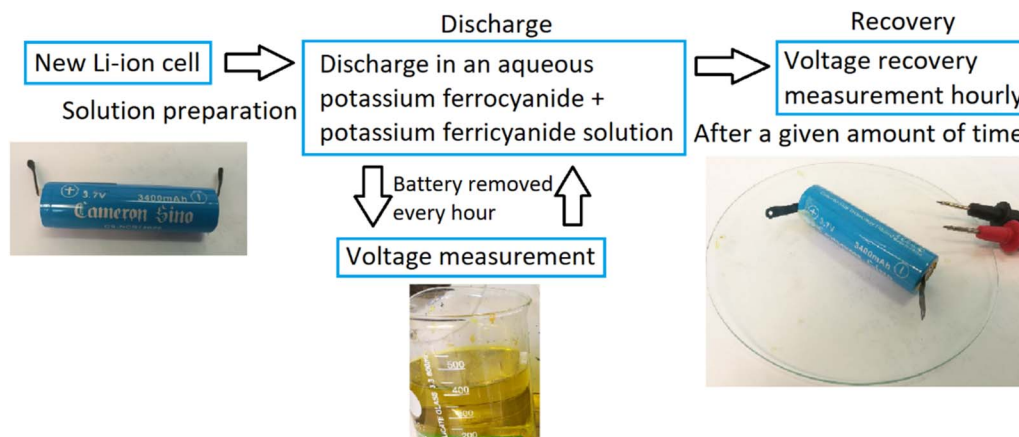 Discharge
Recovery
New Li-ion cell
Discharge in an aqueous
potassium ferrocyanide +
potassium ferricyanide solution
Voltage recovery
measurement hourly
Solution preparation
After a given amount of time
Battery removed
every hour
Voltage measurement
+ 3.7V 3400mAh
Cameron Sino
3.7V
3400mAh
500
400